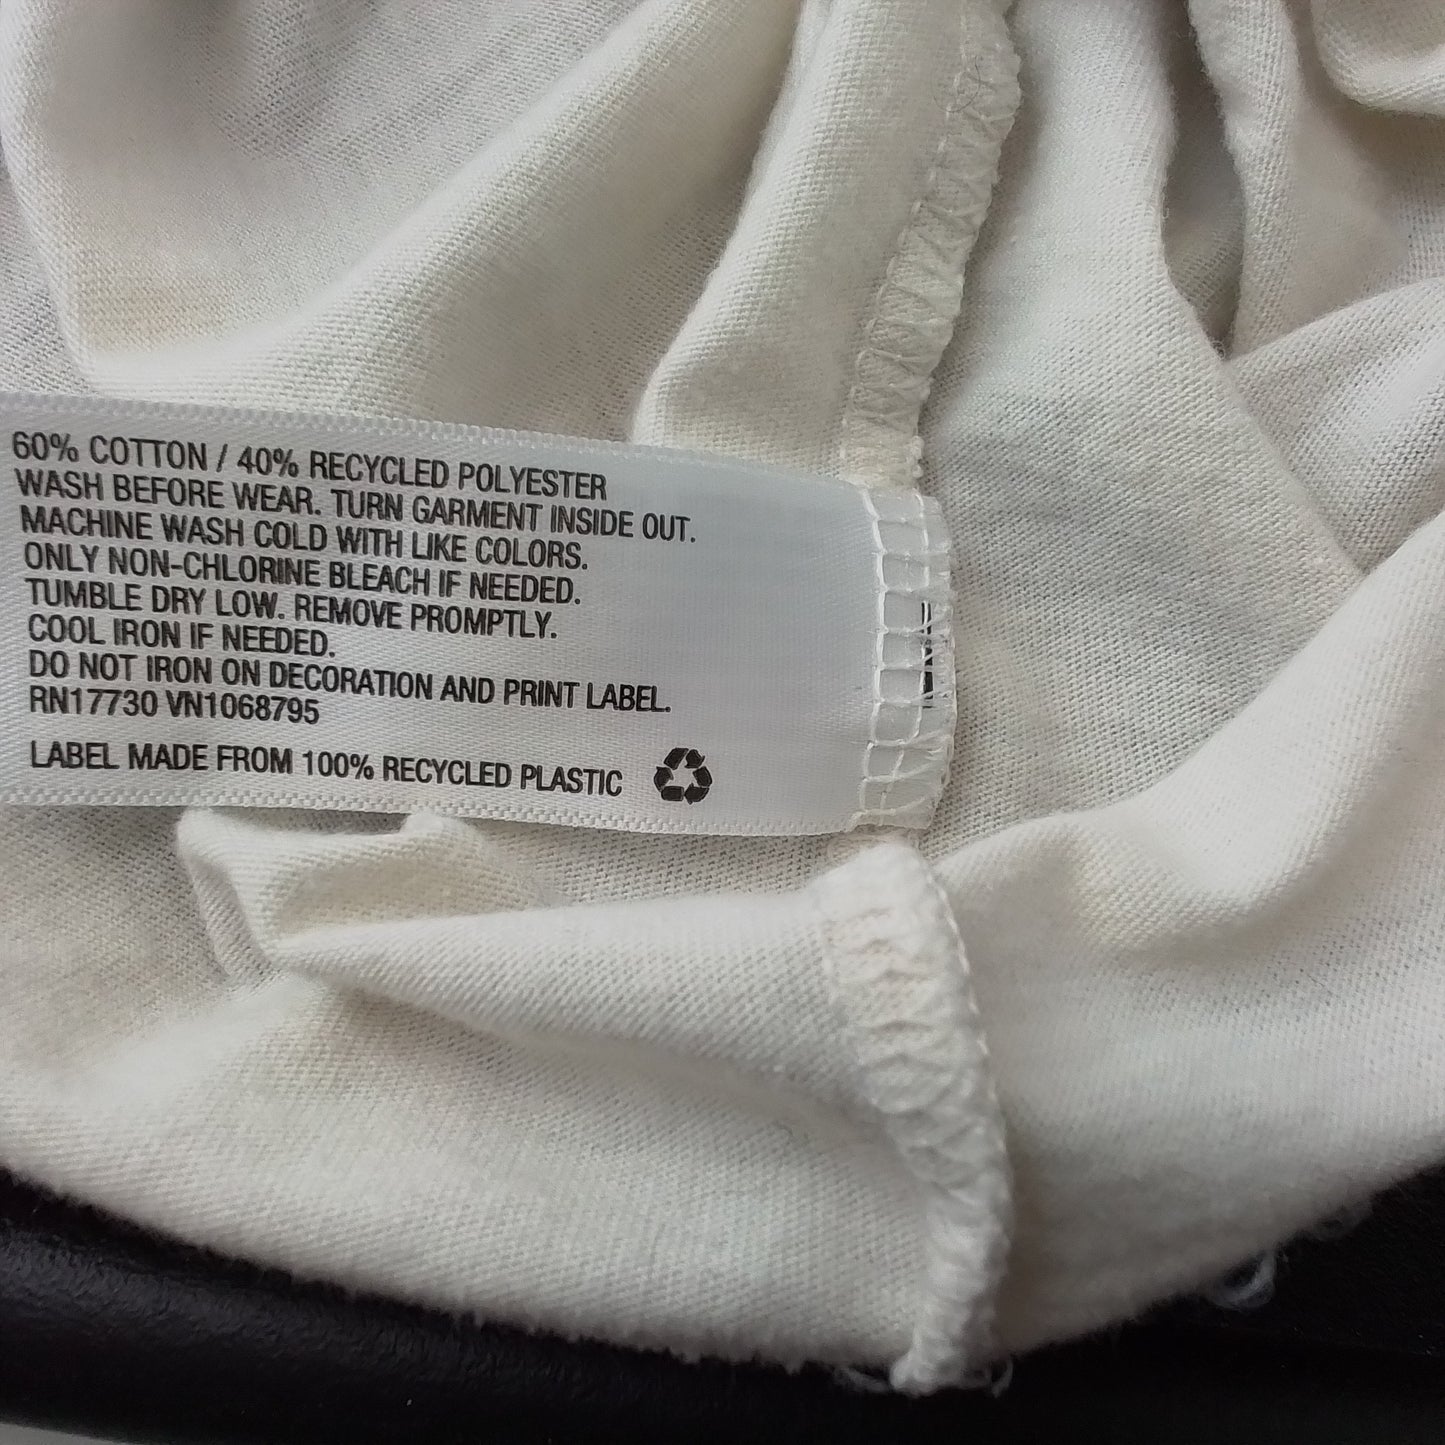 60% COTTON / 40% RECYCLED POLYESTER
WASH BEFORE WEAR. TURN GARMENT INSIDE OUT.
MACHINE WASH COLD WITH LIKE COLORS.
ONLY NON-CHLORINE BLEACH IF NEEDED.
TUMBLE DRY LOW. REMOVE PROMPTLY.
COOL IRON IF NEEDED.
DO NOT IRON ON DECORATION AND PRINT LABEL.
RN17730 VN1068795
LABEL MADE FROM 100% RECYCLED PLASTIC